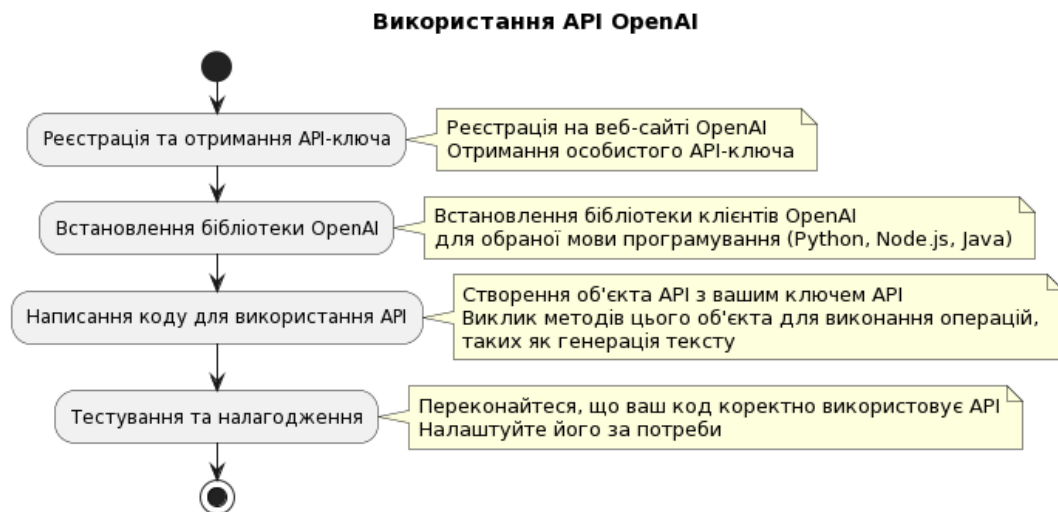 Використання API OpenAI
Реєстрація та отримання API-ключа
Реєстрація на веб-сайті OpenAI
Отримання особистого API-ключа
Встановлення бібліотеки OpenAI
Встановлення бібліотеки клієнтів OpenAI
для обраної мови програмування (Python, Node.js, Java)
Написання коду для використання API
Створення об'єкта API з вашим ключем API
Виклик методів цього об'єкта для виконання операцій,
таких як генерація тексту
Тестування та налагодження
Переконайтеся, що ваш код коректно використовує API
Налаштуйте його за потреби